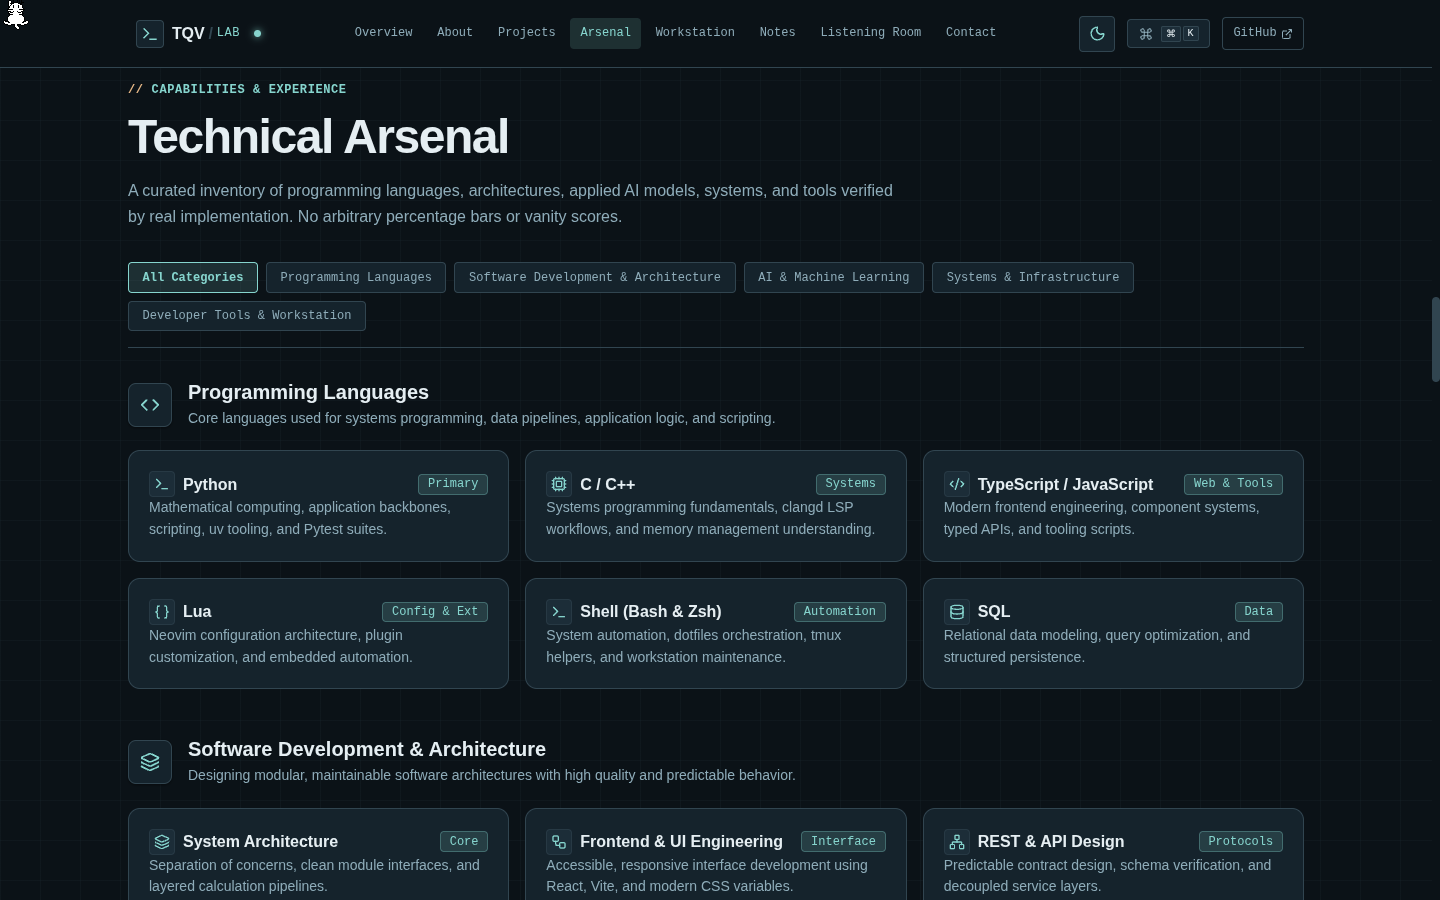 TQV / LAB
Overview About Projects Arsenal Workstation Notes Listening Room Contact
⌘ ⌘ K
GitHub
// CAPABILITIES & EXPERIENCE
Technical Arsenal
A curated inventory of programming languages, architectures, applied AI models, systems, and tools verified
by real implementation. No arbitrary percentage bars or vanity scores.
All Categories Programming Languages Software Development & Architecture AI & Machine Learning Systems & Infrastructure
Developer Tools & Workstation
Programming Languages
Core languages used for systems programming, data pipelines, application logic, and scripting.
Python Primary
Mathematical computing, application backbones,
scripting, uv tooling, and Pytest suites.
C / C++ Systems
Systems programming fundamentals, clangd LSP
workflows, and memory management understanding.
TypeScript / JavaScript Web & Tools
Modern frontend engineering, component systems,
typed APIs, and tooling scripts.
Lua Config & Ext
Neovim configuration architecture, plugin
customization, and embedded automation.
Shell (Bash & Zsh) Automation
System automation, dotfiles orchestration, tmux
helpers, and workstation maintenance.
SQL Data
Relational data modeling, query optimization, and
structured persistence.
Software Development & Architecture
Designing modular, maintainable software architectures with high quality and predictable behavior.
System Architecture Core
Separation of concerns, clean module interfaces, and
layered calculation pipelines.
Frontend & UI Engineering Interface
Accessible, responsive interface development using
React, Vite, and modern CSS variables.
REST & API Design Protocols
Predictable contract design, schema verification, and
decoupled service layers.